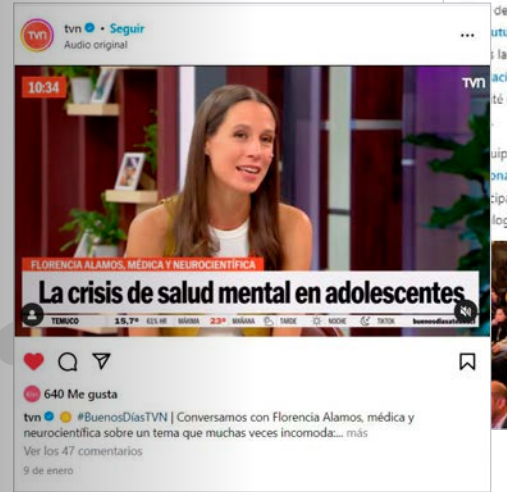 tvn • Seguir
Audio original
10:34
TVN
FLORENCIA ALAMOS, MÉDICA Y NEUROCIENTÍFICA
La crisis de salud mental en adolescentes
TEMUCO 15,7° 61% HR MÁXIMA 23° MAÑANA TARDE NOCHE TIKTOK
640 Me gusta
tvn #BuenosDíasTVN | Conversamos con Florencia Alamos, médica y
neurocientífica sobre un tema que muchas veces incomoda:... más
Ver los 47 comentarios
9 de enero